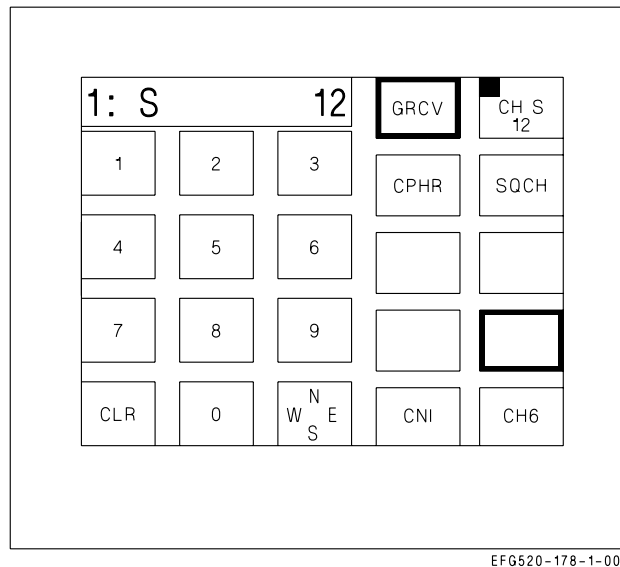 1: S 12 GRCV CH S
12
1 2 3 CPHR SQCH
4 5 6
7 8 9
CLR 0 N
W E
S CNI CH6
EFG520-178-1-00